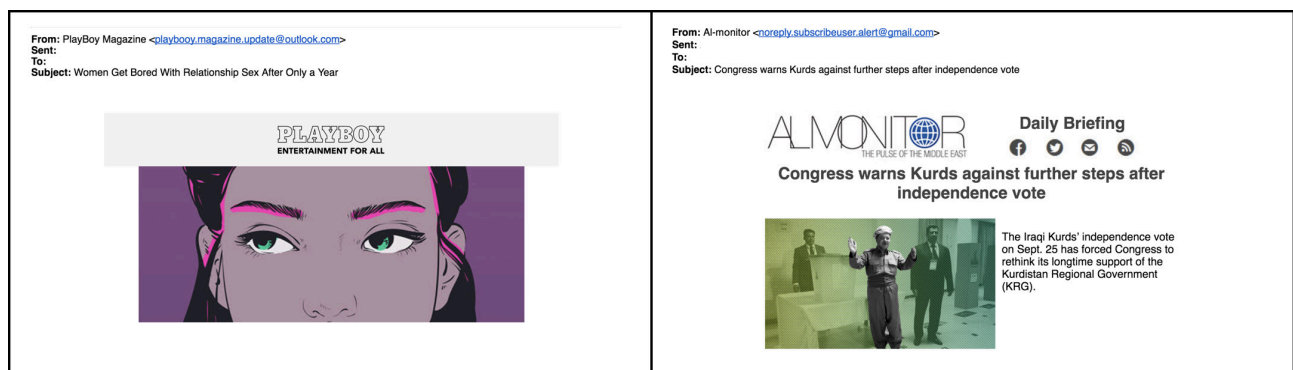 From: PlayBoy Magazine <playbooy.magazine.update@outlook.com>
Sent:
To:
Subject: Women Get Bored With Relationship Sex After Only a Year
PLAYBOY
ENTERTAINMENT FOR ALL
From: Al-monitor <noreply.subscribeuser.alert@gmail.com>
Sent:
To:
Subject: Congress warns Kurds against further steps after independence vote
ALMONITOR
THE PULSE OF THE MIDDLE EAST
Daily Briefing
Congress warns Kurds against further steps after
independence vote
The Iraqi Kurds' independence vote
on Sept. 25 has forced Congress to
rethink its longtime support of the
Kurdistan Regional Government
(KRG).